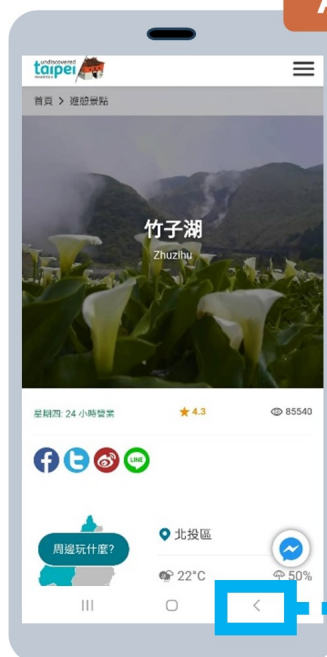 A
undiscovered
taipei
首頁 > 遊憩景點
竹子湖
Zhuzihu
星期四: 24 小時營業
4.3
85540
LINE
周邊玩什麼?
北投區
22°C
50%